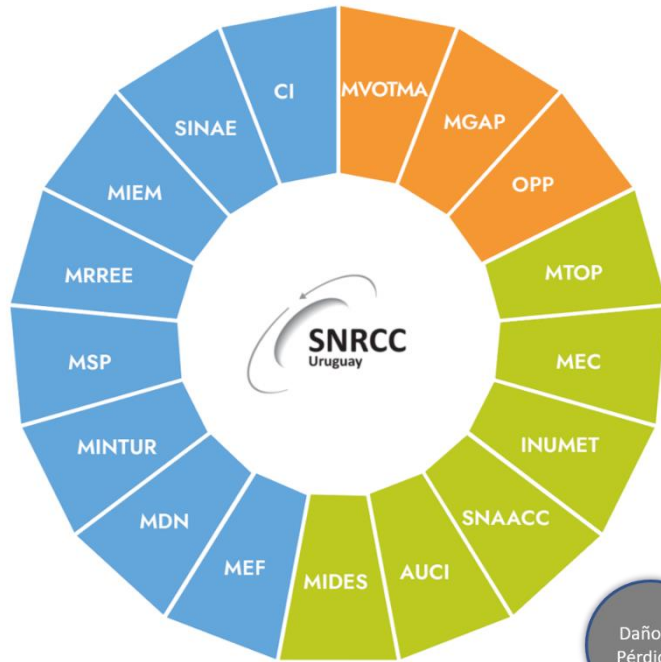 CI
MVOTMA
MGAP
OPP
SINAE
MIEM
MRREE
MSP
MINTUR
MDN
MEF
MIDES
AUCI
SNAACC
INUMET
MEC
MTOP
SNRCC
Uruguay